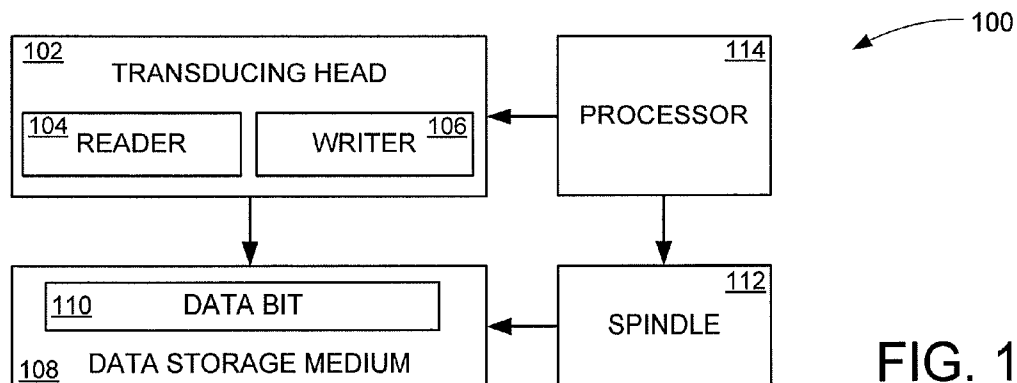 100
102
TRANSDUCING HEAD
104
READER
WRITER
106
114
PROCESSOR
110
DATA BIT
108
DATA STORAGE MEDIUM
112
SPINDLE
FIG. 1